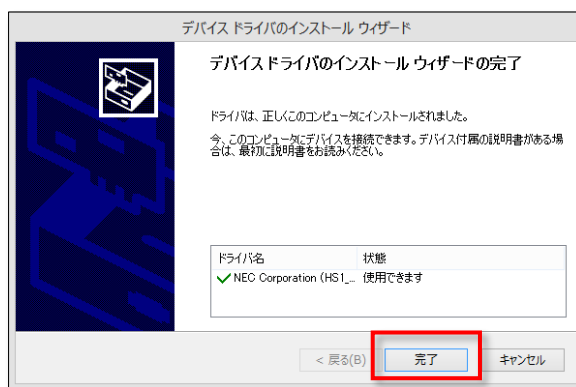 デバイス ドライバのインストール ウィザード
デバイス ドライバのインストール ウィザードの完了
ドライバは、正しくこのコンピュータにインストールされました。
今、このコンピュータにデバイスを接続できます。デバイス付属の説明書がある場
合は、最初に説明書をお読みください。
ドライバ名 状態
NEC Corporation (HS1_... 使用できます
< 戻る(B) 完了 キャンセル